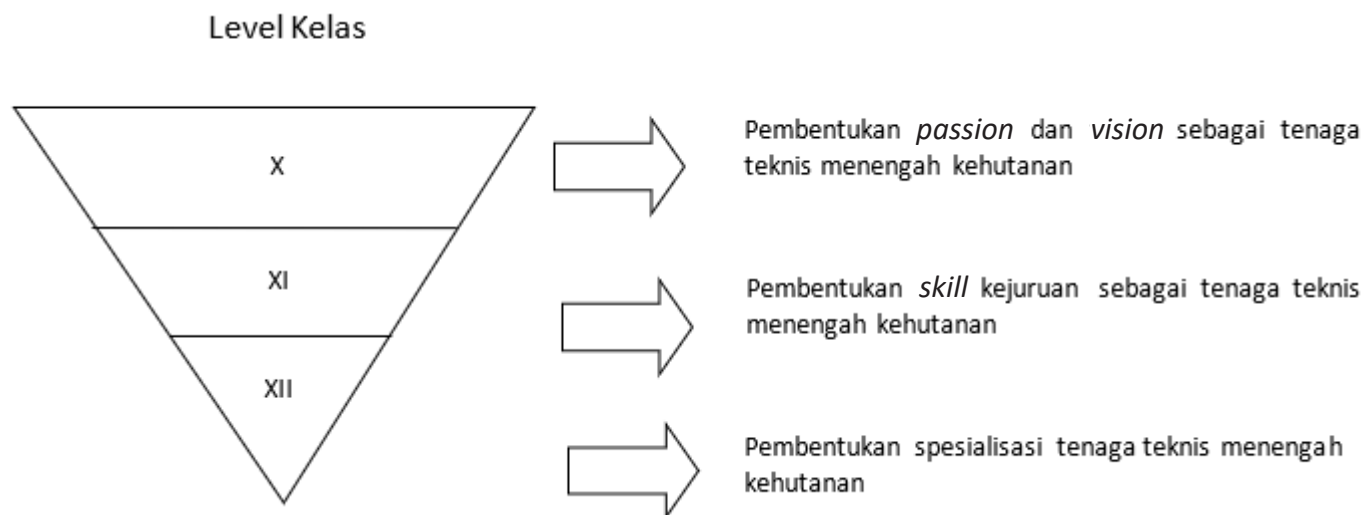 Level Kelas
X
Pembentukan passion dan vision sebagai tenaga
teknis menengah kehutanan
XI
Pembentukan skill kejuruan sebagai tenaga teknis
menengah kehutanan
XII
Pembentukan spesialisasi tenaga teknis menengah
kehutanan